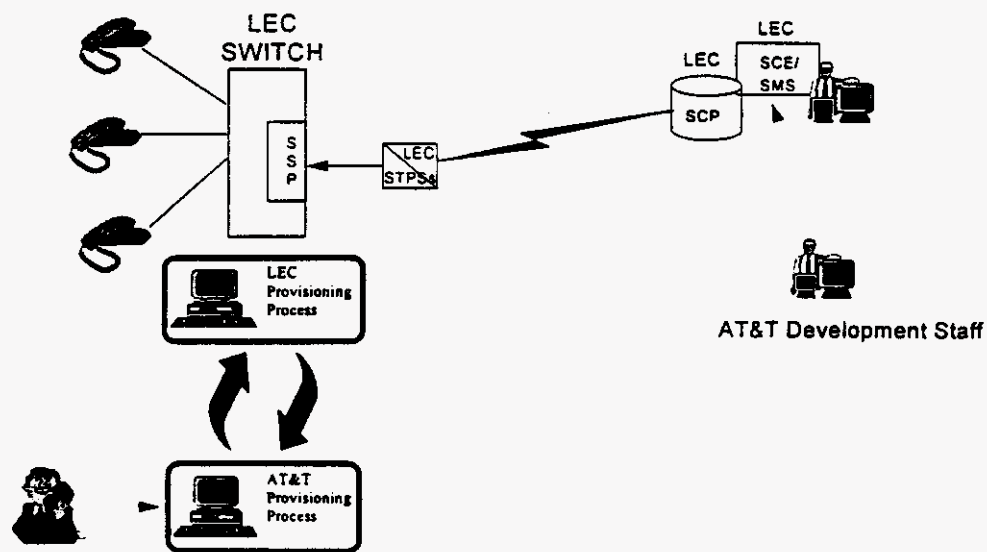 LEC
SWITCH
S
S
P
LEC
STPS
LEC
SCP
LEC
SCE/
SMS
AT&T Development Staff
LEC
Provisioning
Process
AT&T
Provisioning
Process